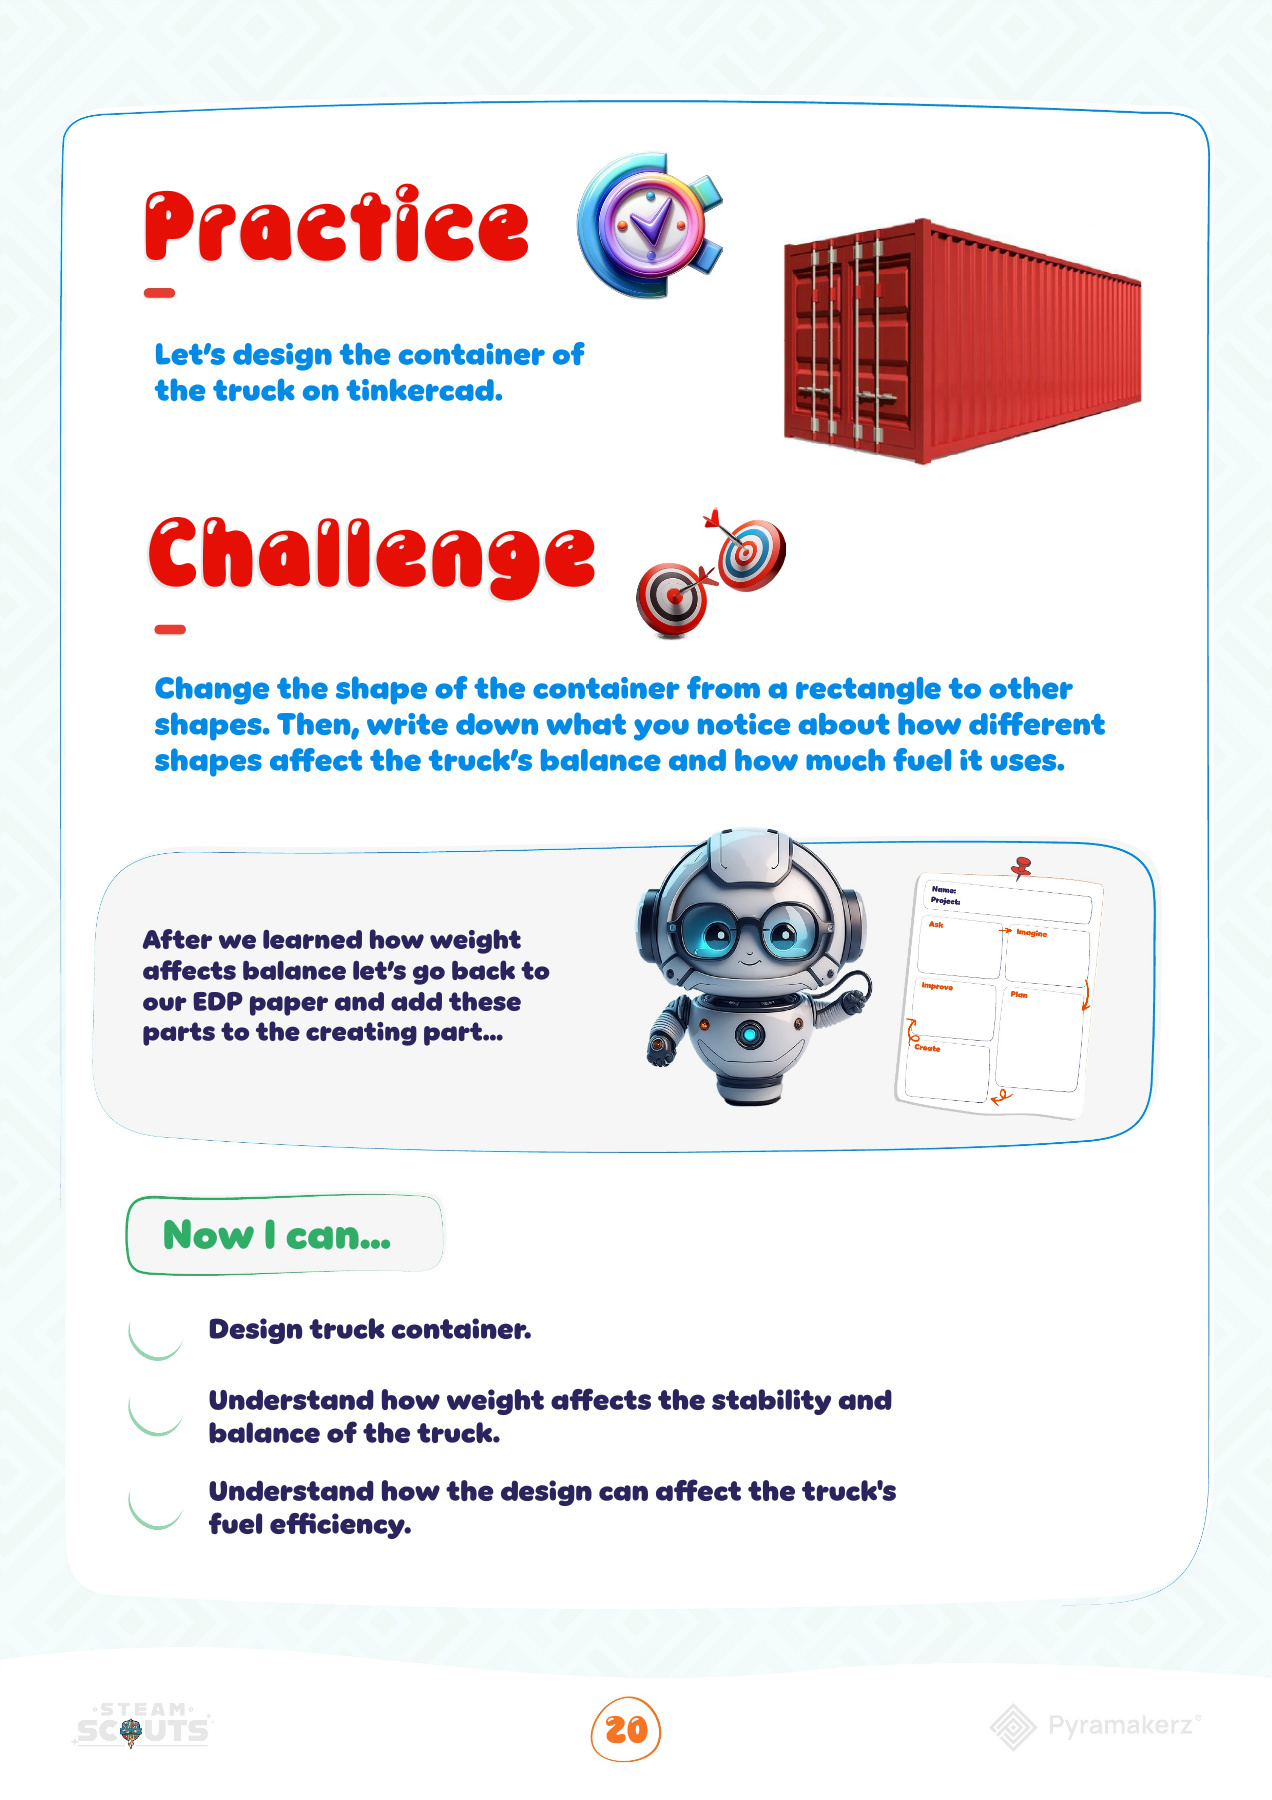 Practice
Let's design the container of
the truck on tinkercad.
Challenge
Change the shape of the container from a rectangle to other
shapes. Then, write down what you notice about how different
shapes affect the truck's balance and how much fuel it uses.
After we learned how weight
affects balance let's go back to
our EDP paper and add these
parts to the creating part...
Name:
Project:
Ask
Imagine
Improve
Plan
Create
Now I can...
Design truck container.
Understand how weight affects the stability and
balance of the truck.
Understand how the design can affect the truck's
fuel efficiency.
STEAM
SCOUTS
20
Pyramakerz